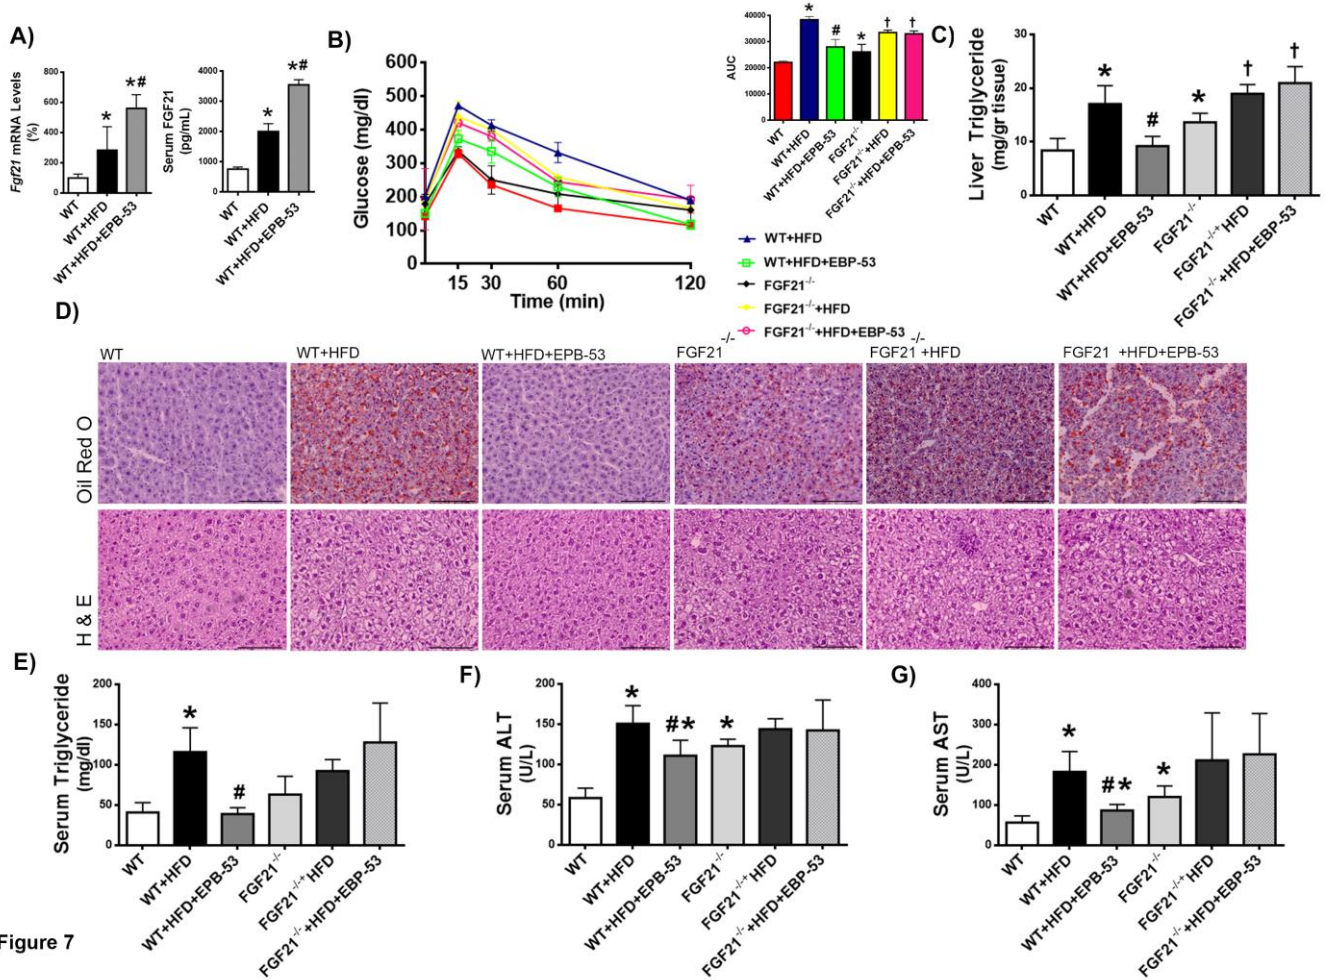 A)
Fgf21 mRNA Levels
(%)
800
600
400
200
0
*
*#
WT
WT+HFD
WT+HFD+EPB-53
Serum FGF21
(pg/mL)
4000
3000
2000
1000
0
*
*#
WT
WT+HFD
WT+HFD+EPB-53
B)
Glucose (mg/dl)
600
500
400
300
200
100
0
15 30 60 120
Time (min)
AUC
40000
30000
20000
10000
0
*
#
*
†
†
WT
WT+HFD
WT+HFD+EBP-53
FGF21-/-
FGF21-/-+HFD
FGF21-/-+HFD+EBP-53
WT+HFD
WT+HFD+EBP-53
FGF21-/-
FGF21-/-+HFD
FGF21-/-+HFD+EBP-53
C)
Liver Triglyceride
(mg/gr tissue)
30
20
10
0
*
#
*
†
†
WT
WT+HFD
WT+HFD+EPB-53
FGF21-/-
FGF21-/-+HFD
FGF21-/-+HFD+EBP-53
D)
-/- -/-
WT WT+HFD WT+HFD+EPB-53 FGF21 FGF21 +HFD FGF21 +HFD+EPB-53
Oil Red O
H & E
E)
Serum Triglyceride
(mg/dl)
200
150
100
50
0
*
#
WT
WT+HFD
WT+HFD+EPB-53
FGF21-/-
FGF21-/-+HFD
FGF21-/-+HFD+EBP-53
F)
Serum ALT
(U/L)
200
150
100
50
0
*
#*
*
WT
WT+HFD
WT+HFD+EPB-53
FGF21-/-
FGF21-/-+HFD
FGF21-/-+HFD+EBP-53
G)
Serum AST
(U/L)
400
300
200
100
0
*
#*
*
WT
WT+HFD
WT+HFD+EPB-53
FGF21-/-
FGF21-/-+HFD
FGF21-/-+HFD+EBP-53
Figure 7